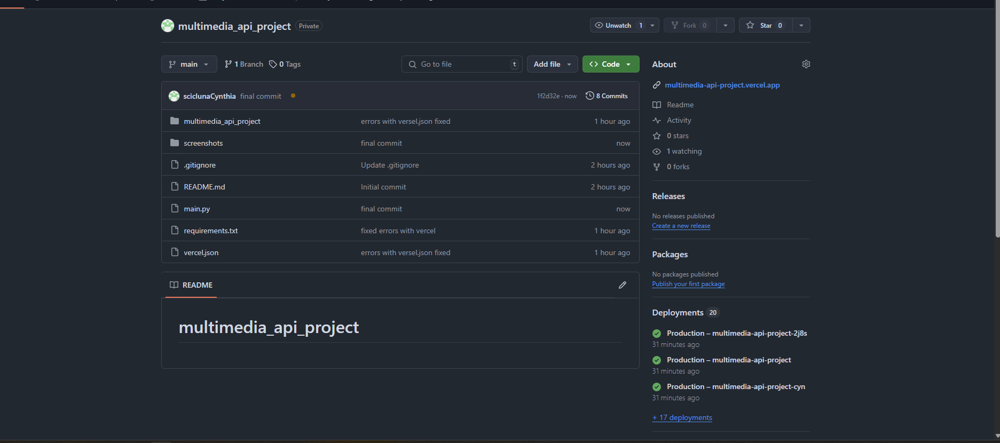 multimedia_api_project Private
Unwatch 1
Fork 0
Star 0
main
1 Branch
0 Tags
Go to file t
Add file
Code
sciclunaCynthia final commit
1f2d32e · now
8 Commits
multimedia_api_project errors with versel.json fixed 1 hour ago
screenshots final commit now
.gitignore Update .gitignore 2 hours ago
README.md Initial commit 2 hours ago
main.py final commit now
requirements.txt fixed errors with vercel 1 hour ago
vercel.json errors with versel.json fixed 1 hour ago
README
multimedia_api_project
About
multimedia-api-project.vercel.app
Readme
Activity
0 stars
1 watching
0 forks
Releases
No releases published
Create a new release
Packages
No packages published
Publish your first package
Deployments 20
Production – multimedia-api-project-2j8s
31 minutes ago
Production – multimedia-api-project
31 minutes ago
Production – multimedia-api-project-cyn
31 minutes ago
+ 17 deployments